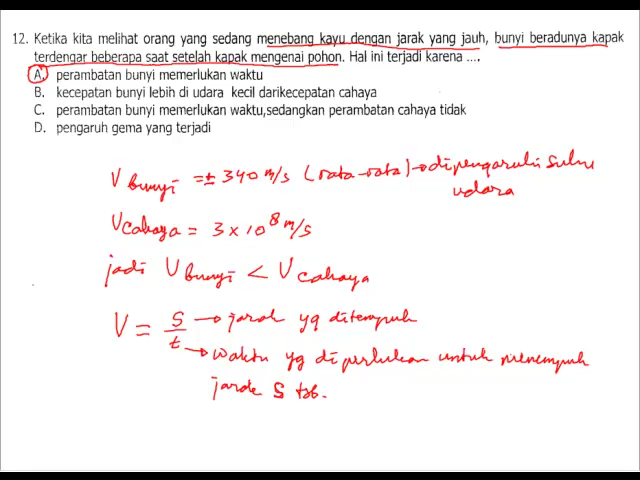 12. Ketika kita melihat orang yang sedang menebang kayu dengan jarak yang jauh, bunyi beradunya kapak
terdengar beberapa saat setelah kapak mengenai pohon. Hal ini terjadi karena ....
A. perambatan bunyi memerlukan waktu
B. kecepatan bunyi lebih di udara kecil darikecepatan cahaya
C. perambatan bunyi memerlukan waktu,sedangkan perambatan cahaya tidak
D. pengaruh gema yang terjadi
V bunyi = ± 340 m/s (rata-rata) → dipengaruhi suhu
udara
V cahaya = 3 x 10⁸ m/s
jadi V bunyi < V cahaya
V = S/t
S → jarak yg ditempuh
t → waktu yg diperlukan untuk menempuh
jarak S tsb.